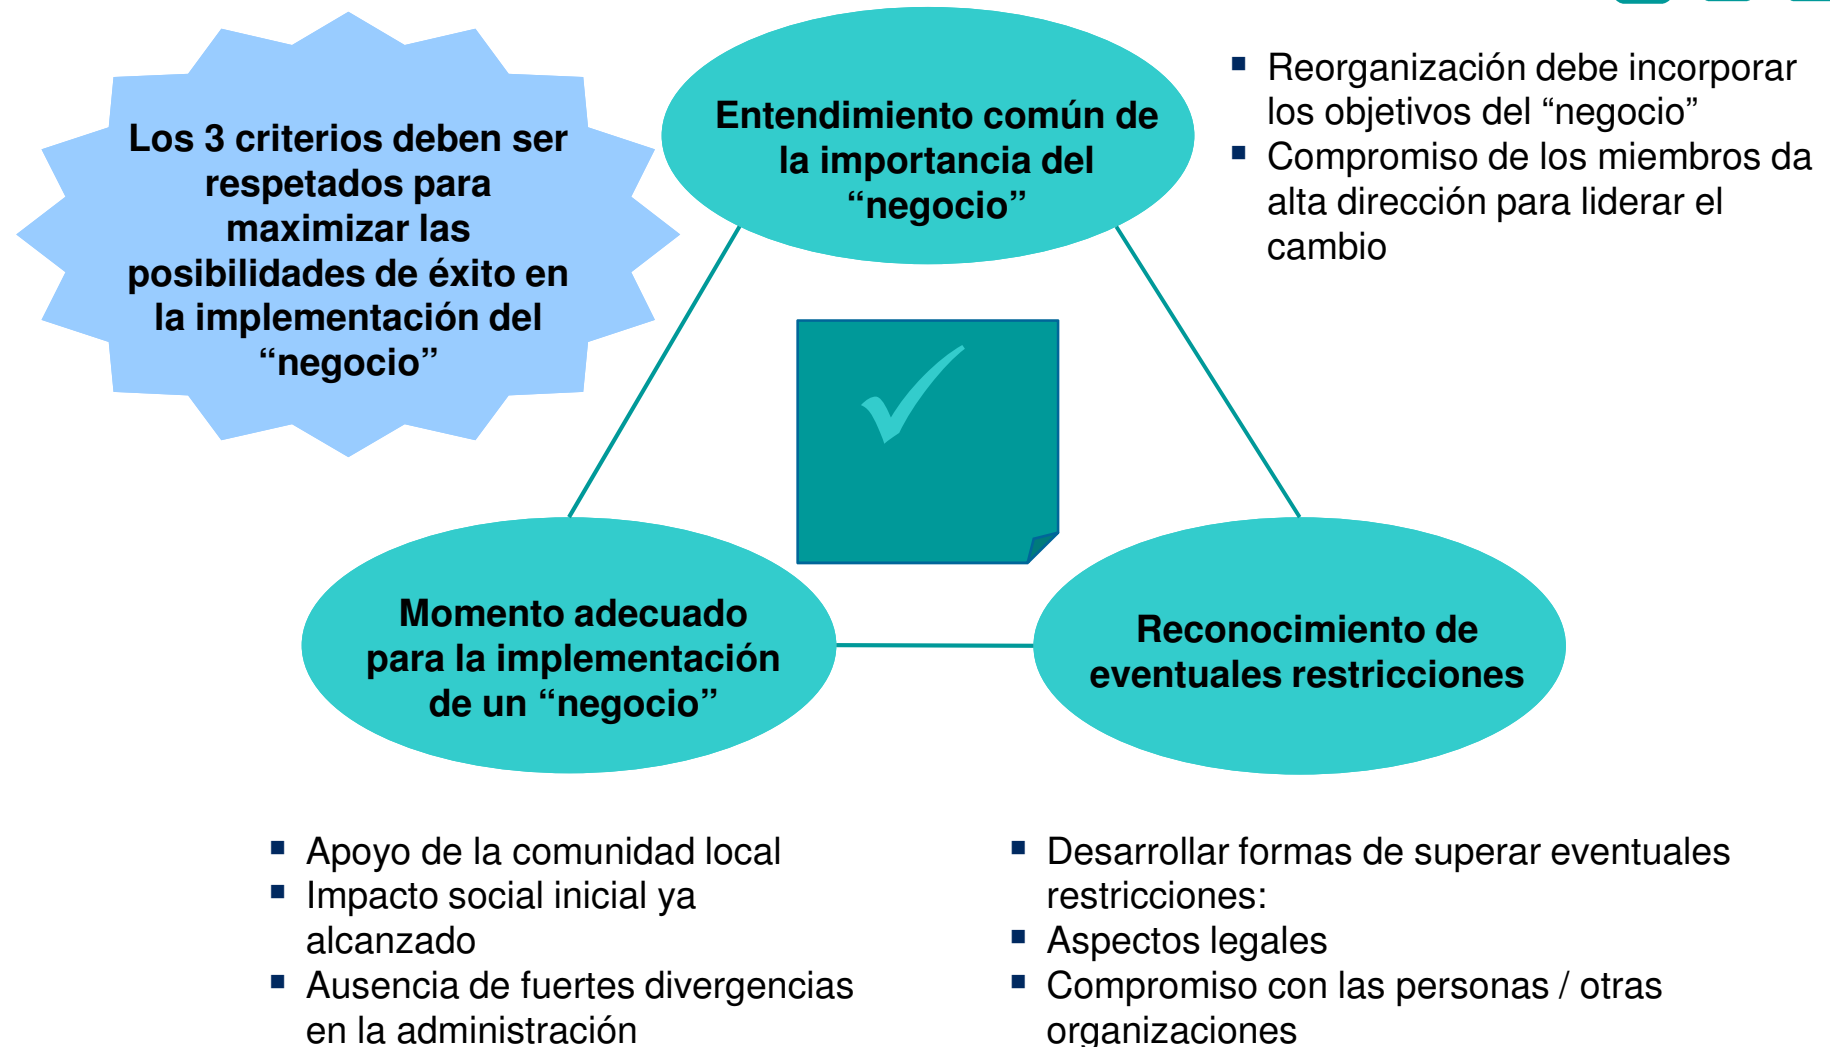 Los 3 criterios deben ser
respetados para
maximizar las
posibilidades de éxito en
la implementación del
“negocio”
Entendimiento común de
la importancia del
“negocio”
▪ Reorganización debe incorporar
los objetivos del “negocio”
▪ Compromiso de los miembros da
alta dirección para liderar el
cambio
Momento adecuado
para la implementación
de un “negocio”
Reconocimiento de
eventuales restricciones
▪ Apoyo de la comunidad local
▪ Impacto social inicial ya
alcanzado
▪ Ausencia de fuertes divergencias
en la administración
▪ Desarrollar formas de superar eventuales
restricciones:
▪ Aspectos legales
▪ Compromiso con las personas / otras
organizaciones